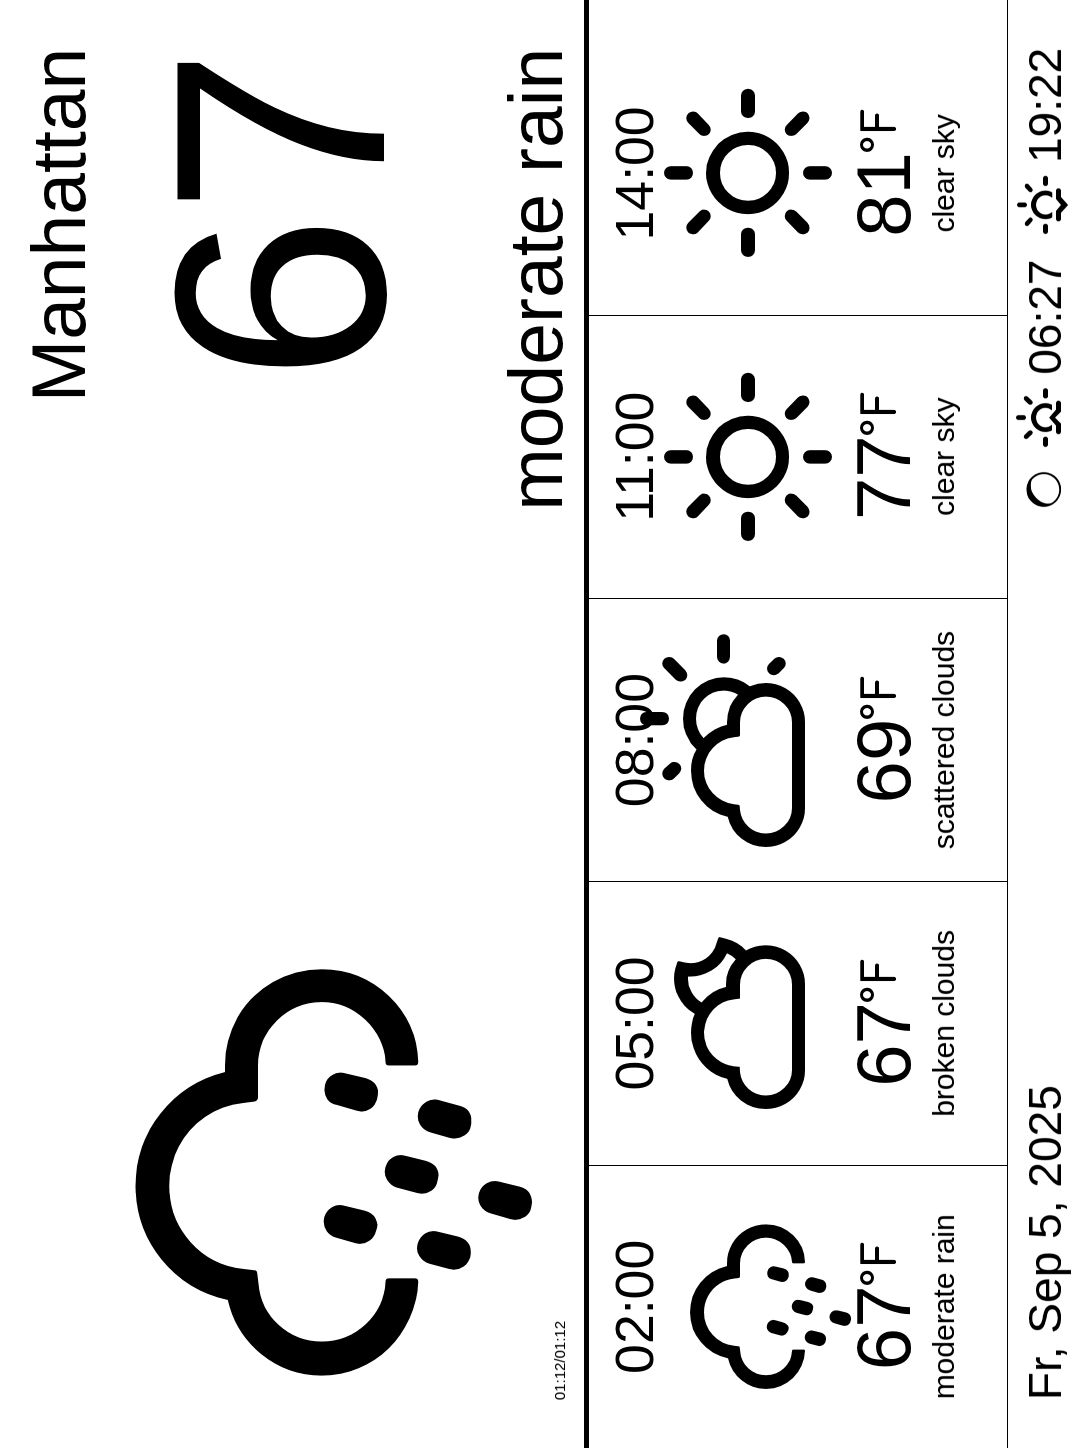 Manhattan
67
moderate rain
01:12/01:12
02:00 05:00 08:00 11:00 14:00
67°F 67°F 69°F 77°F 81°F
moderate rain broken clouds scattered clouds clear sky clear sky
Fr, Sep 5, 2025 06:27 19:22